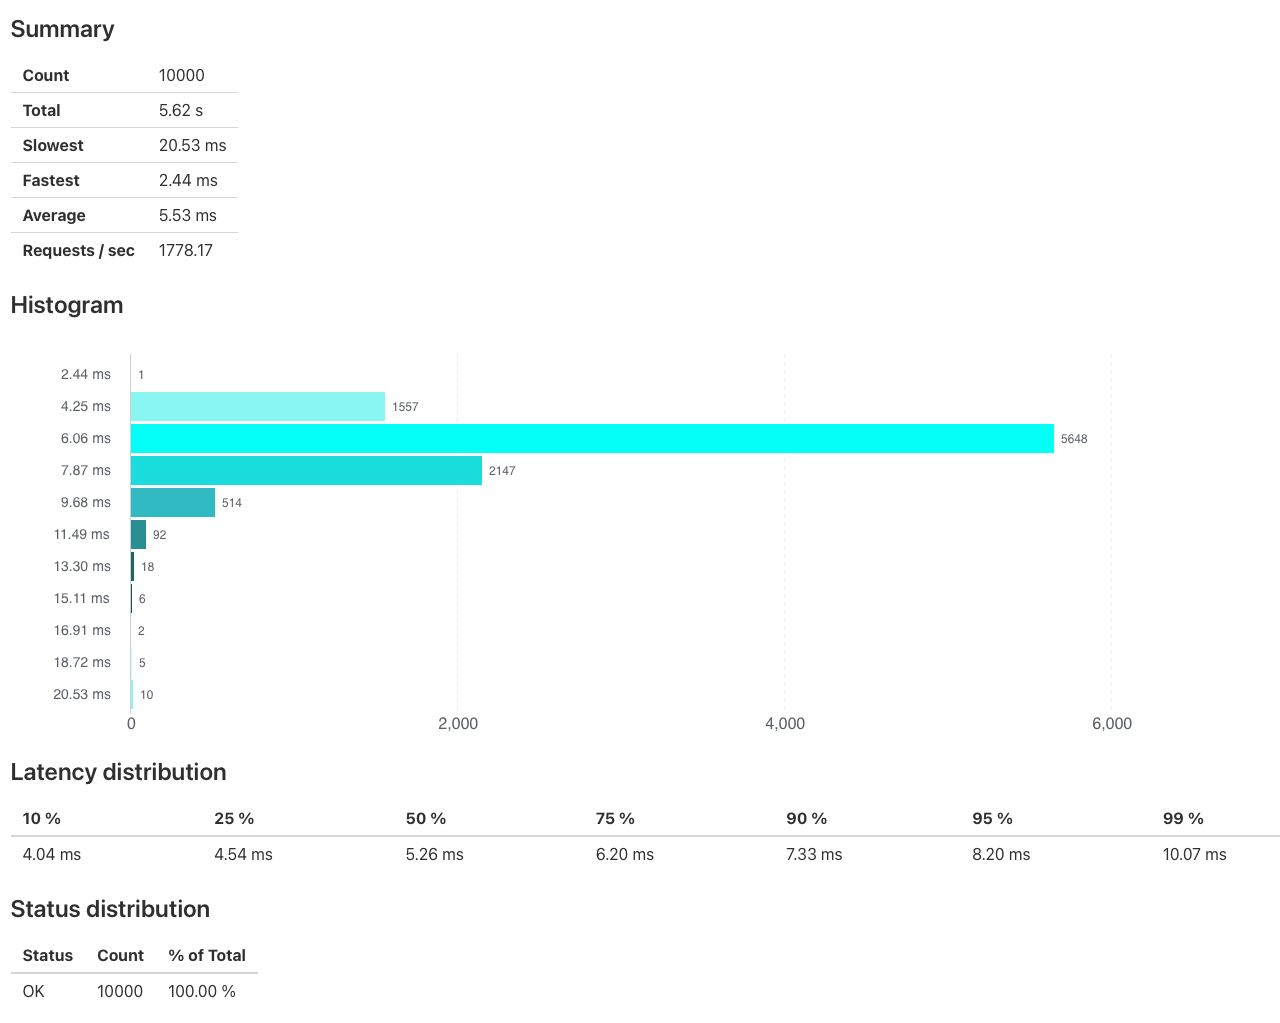 Summary
Count 10000
Total 5.62 s
Slowest 20.53 ms
Fastest 2.44 ms
Average 5.53 ms
Requests / sec 1778.17
Histogram
2.44 ms 1
4.25 ms 1557
6.06 ms 5648
7.87 ms 2147
9.68 ms 514
11.49 ms 92
13.30 ms 18
15.11 ms 6
16.91 ms 2
18.72 ms 5
20.53 ms 10
0 2,000 4,000 6,000
Latency distribution
10 % 25 % 50 % 75 % 90 % 95 % 99 %
4.04 ms 4.54 ms 5.26 ms 6.20 ms 7.33 ms 8.20 ms 10.07 ms
Status distribution
Status Count % of Total
OK 10000 100.00 %